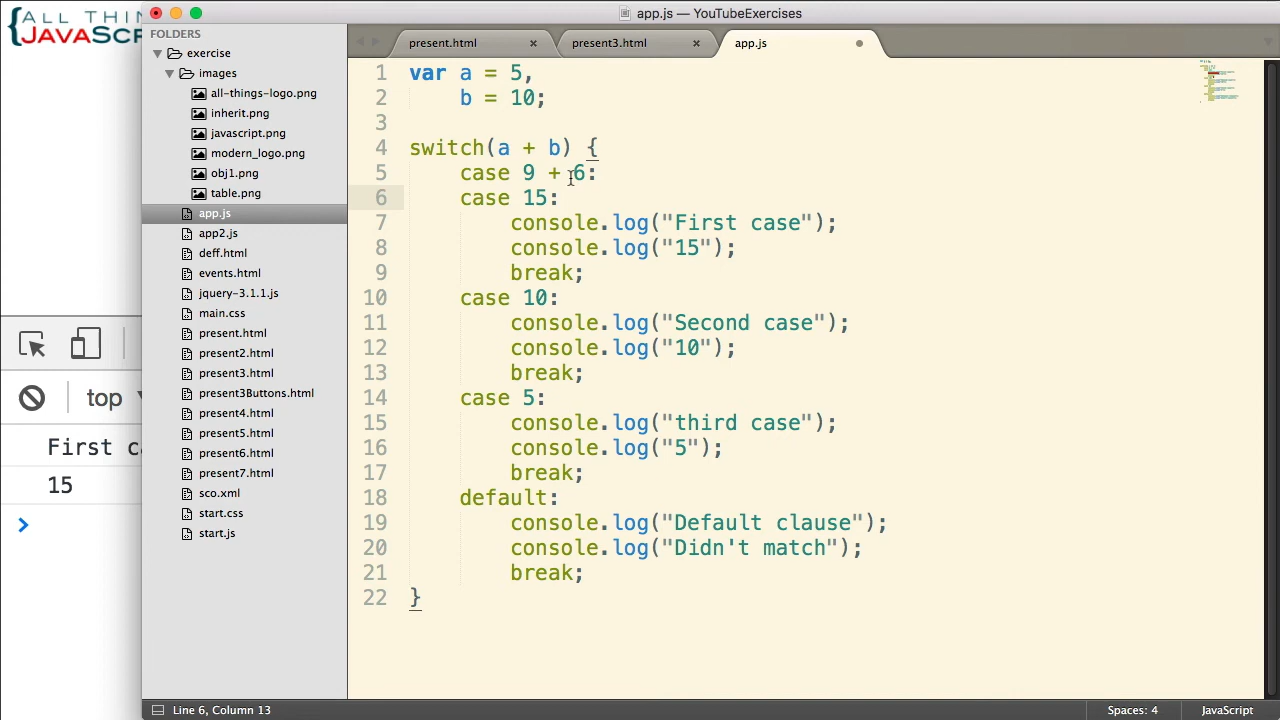 {ALL THIN
{JAVASCRI
app.js — YouTubeExercises
FOLDERS
exercise
images
all-things-logo.png
inherit.png
javascript.png
modern_logo.png
obj1.png
table.png
app.js
app2.js
deff.html
events.html
jquery-3.1.1.js
main.css
present.html
present2.html
present3.html
present3Buttons.html
present4.html
present5.html
present6.html
present7.html
sco.xml
start.css
start.js
present.html × present3.html × app.js
1 var a = 5,
2 b = 10;
3
4 switch(a + b) {
5 case 9 + 6:
6 case 15:
7 console.log("First case");
8 console.log("15");
9 break;
10 case 10:
11 console.log("Second case");
12 console.log("10");
13 break;
14 case 5:
15 console.log("third case");
16 console.log("5");
17 break;
18 default:
19 console.log("Default clause");
20 console.log("Didn't match");
21 break;
22 }
top
First c
15
>
Line 6, Column 13 Spaces: 4 JavaScript